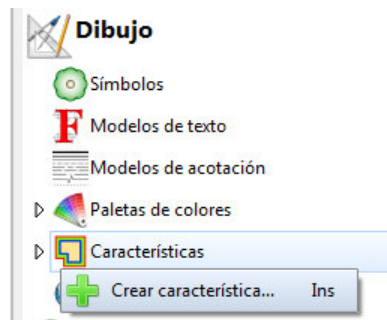 Dibujo
Símbolos
F Modelos de texto
Modelos de acotación
Paletas de colores
Características
Crear característica... Ins